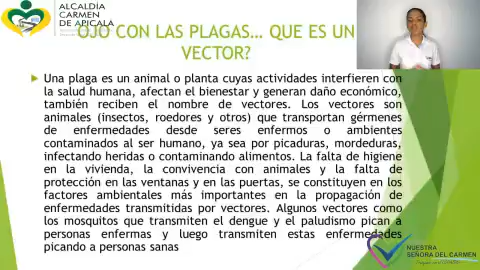 ALCALDÍA
CARMEN
DE APICALÁ
OJO CON LAS PLAGAS… QUE ES UN
VECTOR?
Una plaga es un animal o planta cuyas actividades interfieren con
la salud humana, afectan el bienestar y generan daño económico,
también reciben el nombre de vectores. Los vectores son
animales (insectos, roedores y otros) que transportan gérmenes
de enfermedades desde seres enfermos o ambientes
contaminados al ser humano, ya sea por picaduras, mordeduras,
infectando heridas o contaminando alimentos. La falta de higiene
en la vivienda, la convivencia con animales y la falta de
protección en las ventanas y en las puertas, se constituyen en los
factores ambientales más importantes en la propagación de
enfermedades transmitidas por vectores. Algunos vectores como
los mosquitos que transmiten el dengue y el paludismo pican a
personas enfermas y luego transmiten estas enfermedades
picando a personas sanas
NUESTRA
SEÑORA DEL CARMEN